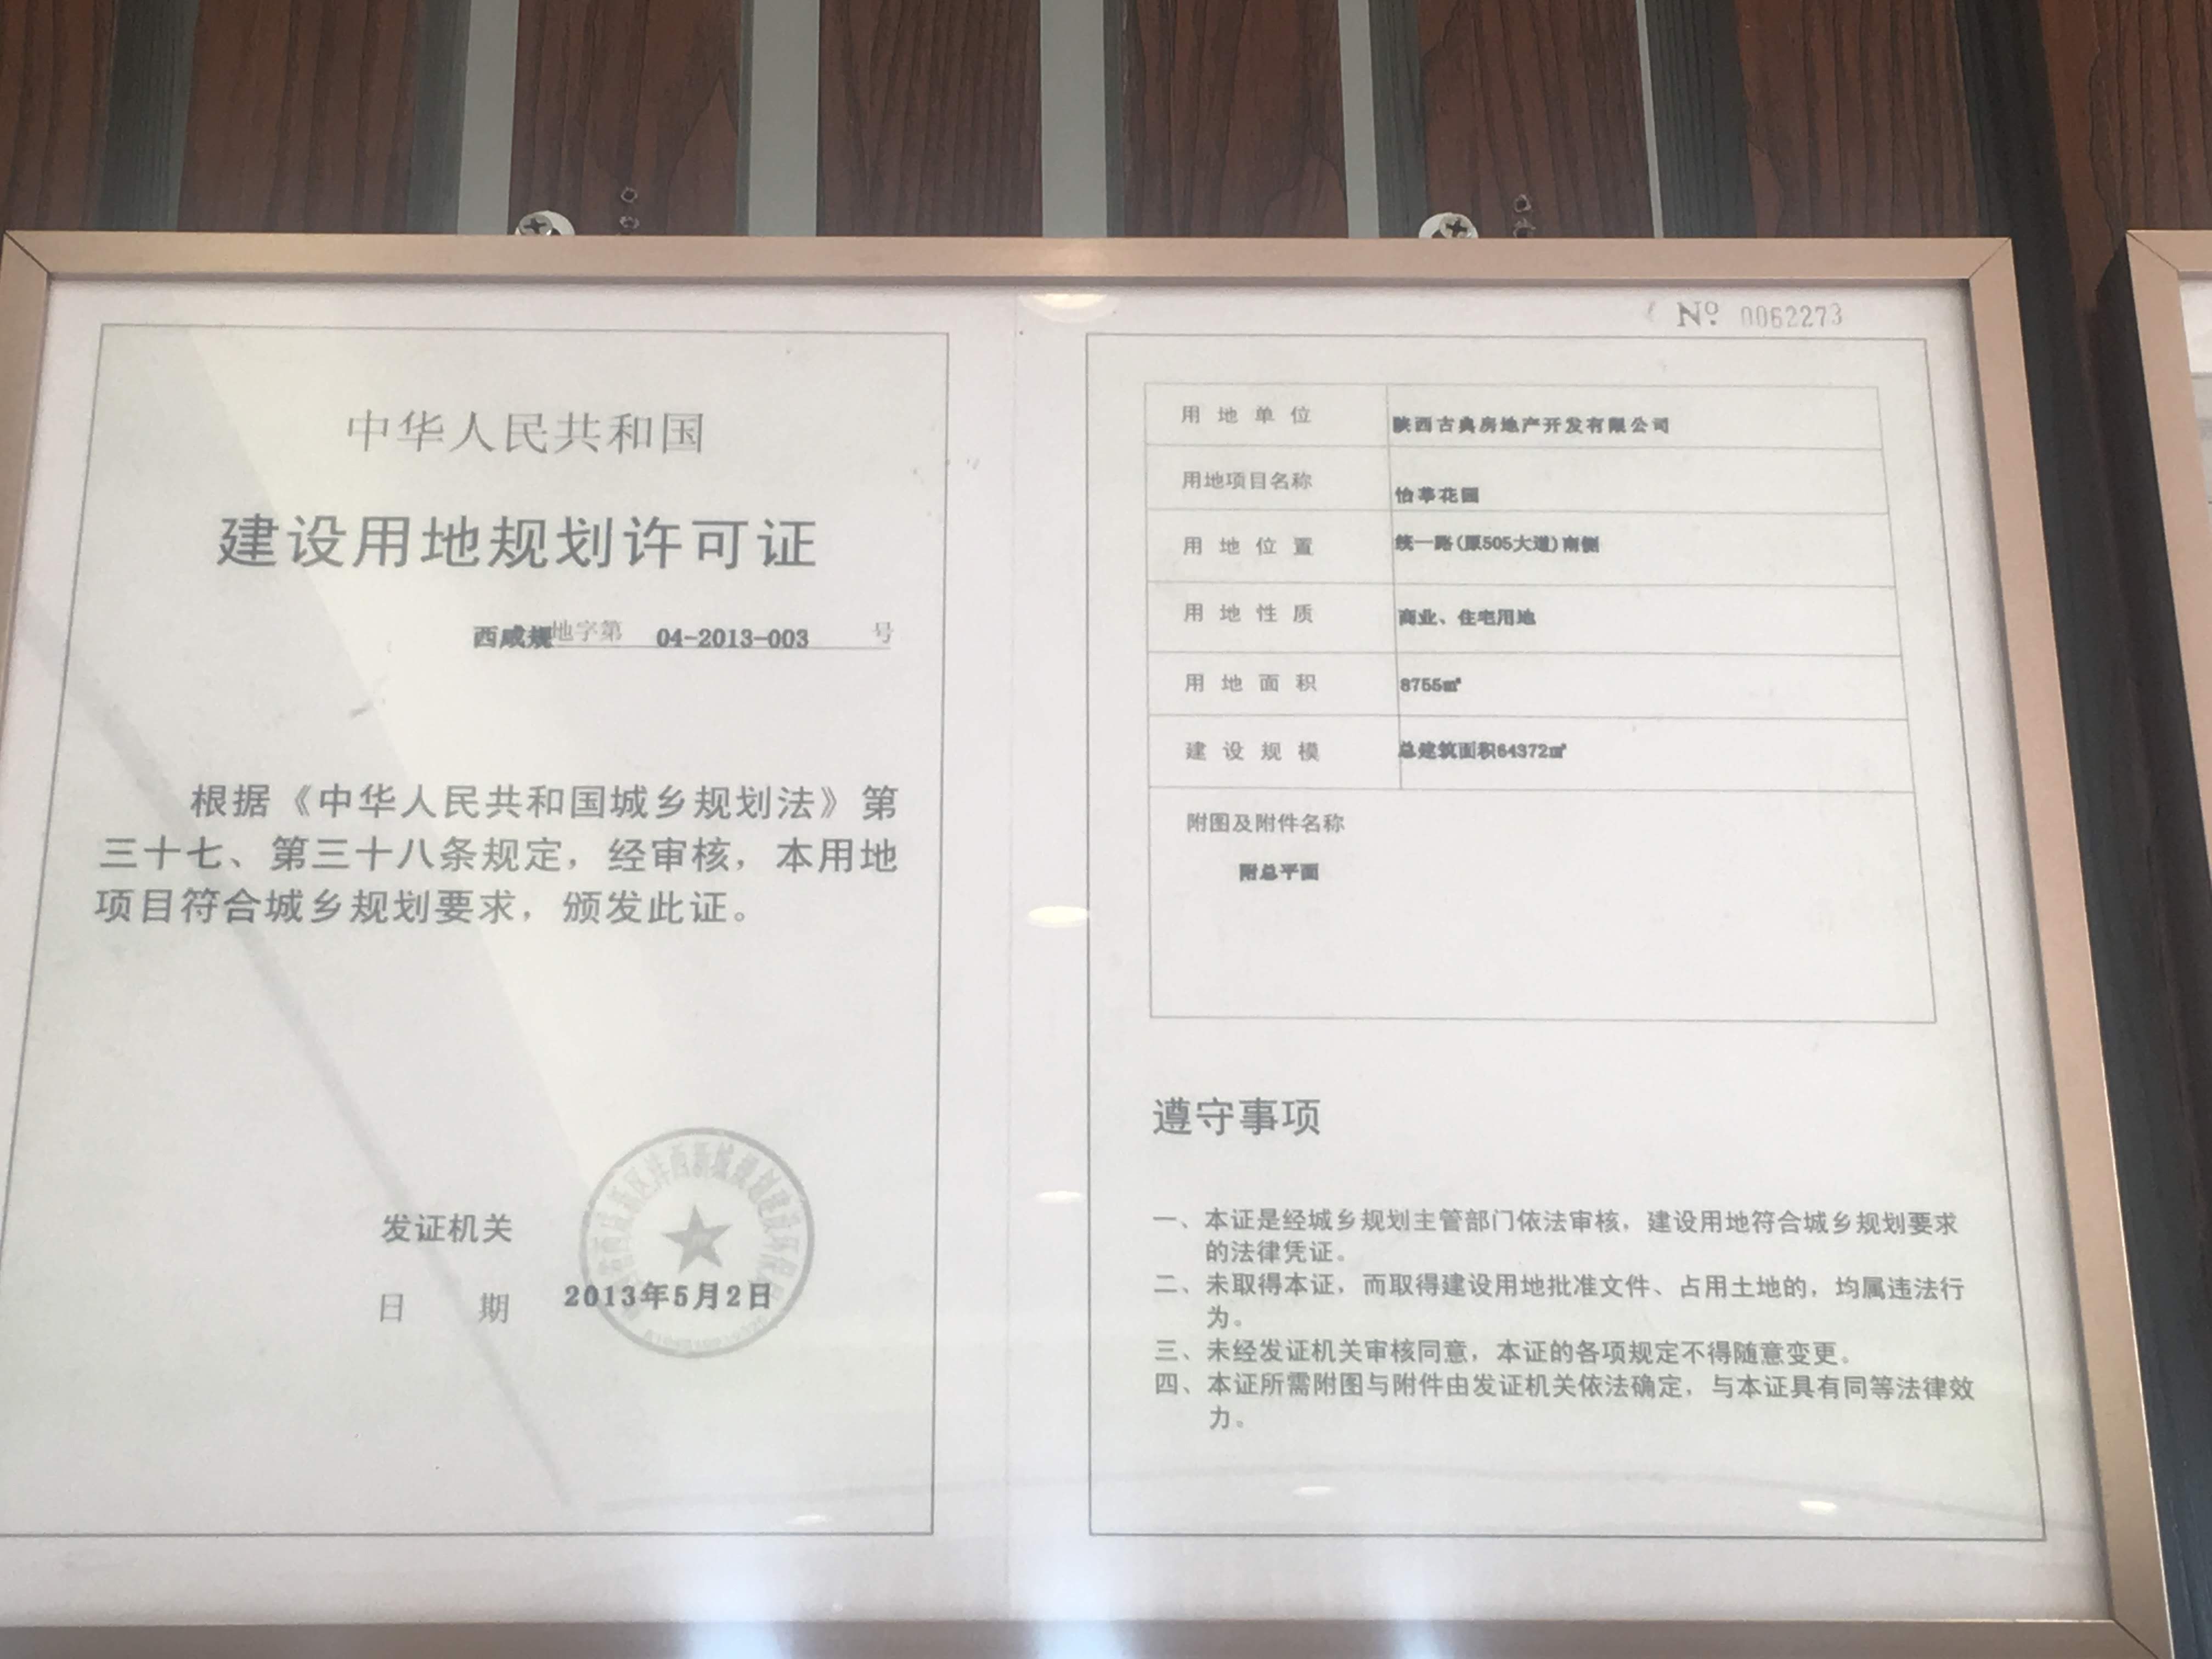 中华人民共和国
建设用地规划许可证
西咸规地字第 04-2013-003 号
根据《中华人民共和国城乡规划法》第
三十七、第三十八条规定，经审核，本用地
项目符合城乡规划要求，颁发此证。
发证机关
日 期 2013年5月2日
Nº 0062273
用地单位 陕西古典房地产开发有限公司
用地项目名称 怡莘花园
用地位置 统一路(原505大道)南侧
用地性质 商业、住宅用地
用地面积 8755㎡
建设规模 总建筑面积64372㎡
附图及附件名称
附总平面
遵守事项
一、本证是经城乡规划主管部门依法审核，建设用地符合城乡规划要求
的法律凭证。
二、未取得本证，而取得建设用地批准文件、占用土地的，均属违法行
为。
三、未经发证机关审核同意，本证的各项规定不得随意变更。
四、本证所需附图与附件由发证机关依法确定，与本证具有同等法律效
力。